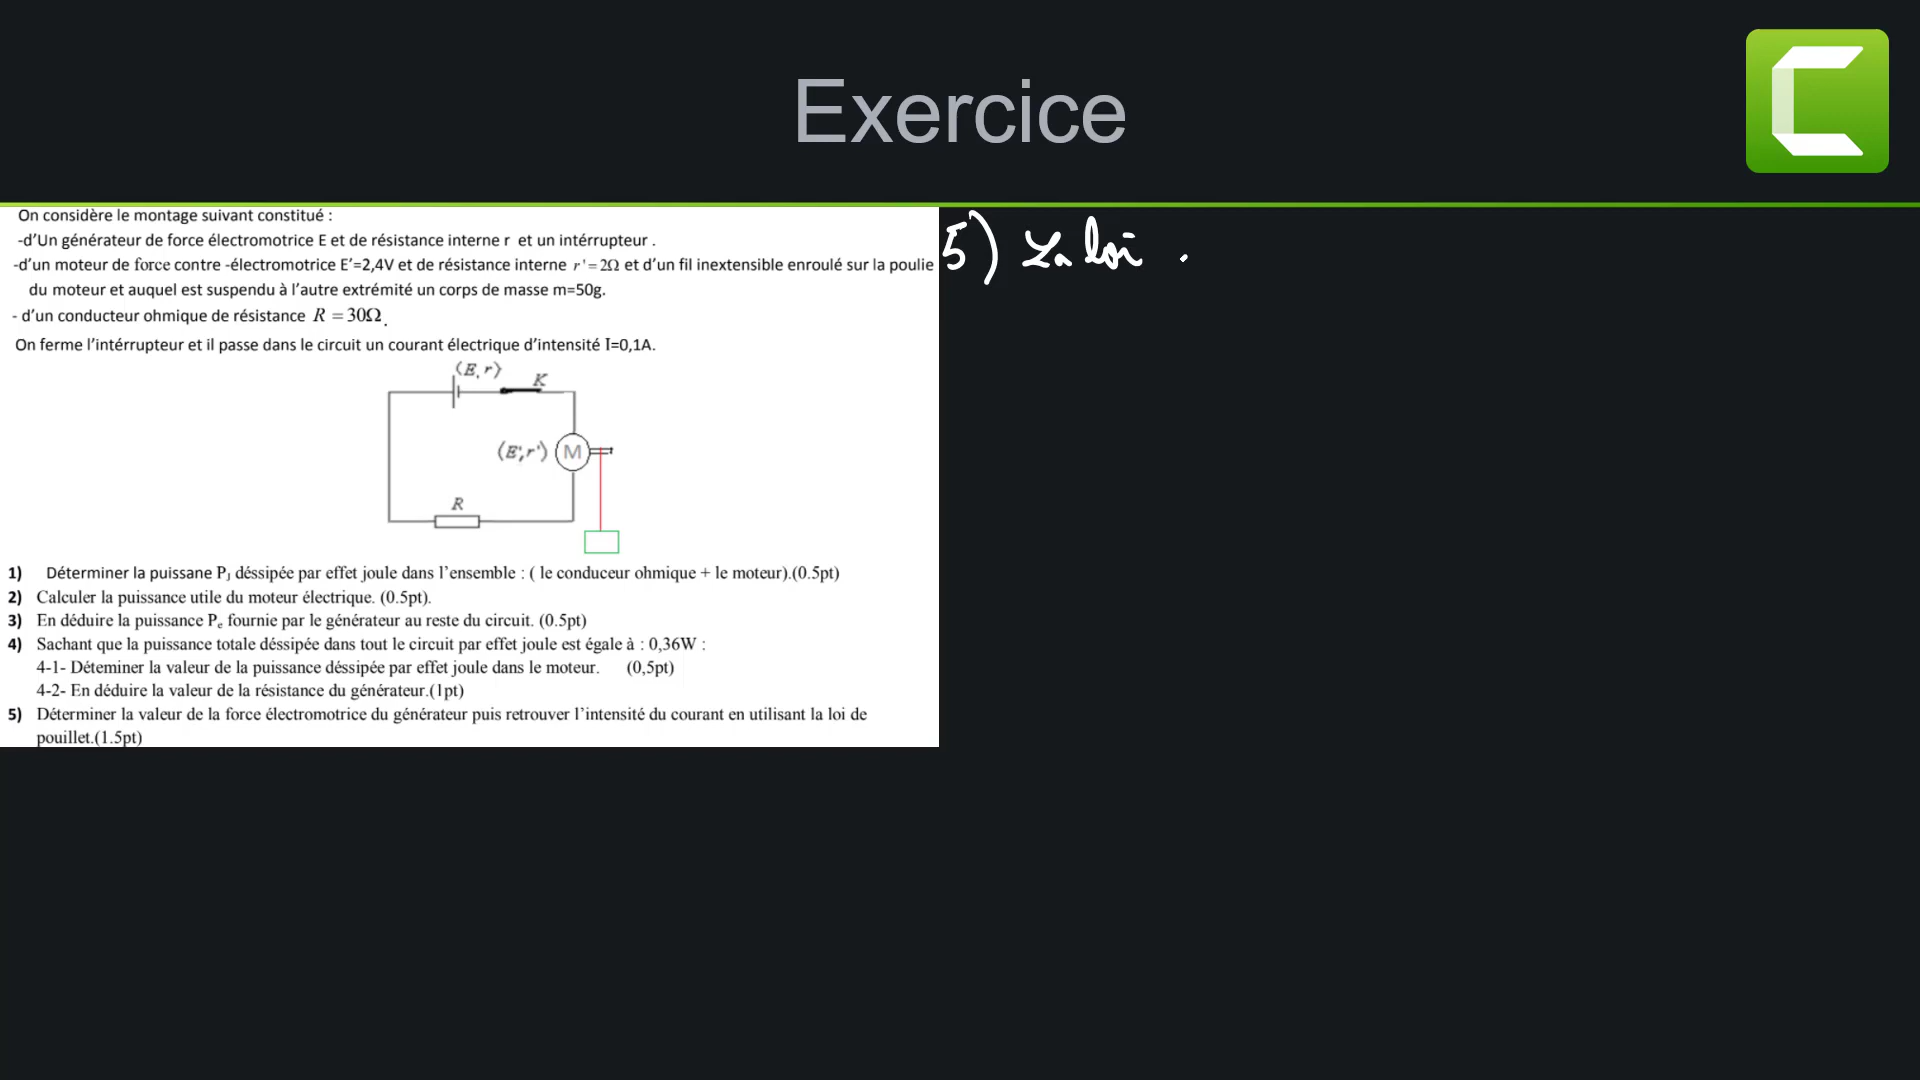 Exercice
On considère le montage suivant constitué :
-d’Un générateur de force électromotrice E et de résistance interne r et un intérrupteur .
-d’un moteur de force contre -électromotrice E’=2,4V et de résistance interne r'=2Ω et d’un fil inextensible enroulé sur la poulie
du moteur et auquel est suspendu à l’autre extrémité un corps de masse m=50g.
- d’un conducteur ohmique de résistance R = 30Ω.
On ferme l’intérrupteur et il passe dans le circuit un courant électrique d’intensité I=0,1A.
(E, r)
K
(E', r')
M
R
1) Déterminer la puissane PJ déssipée par effet joule dans l’ensemble : ( le conduceur ohmique + le moteur).(0.5pt)
2) Calculer la puissance utile du moteur électrique. (0.5pt).
3) En déduire la puissance Pe fournie par le générateur au reste du circuit. (0.5pt)
4) Sachant que la puissance totale déssipée dans tout le circuit par effet joule est égale à : 0,36W :
4-1- Déteminer la valeur de la puissance déssipée par effet joule dans le moteur. (0,5pt)
4-2- En déduire la valeur de la résistance du générateur.(1pt)
5) Déterminer la valeur de la force électromotrice du générateur puis retrouver l’intensité du courant en utilisant la loi de
pouillet.(1.5pt)
5) La loi .